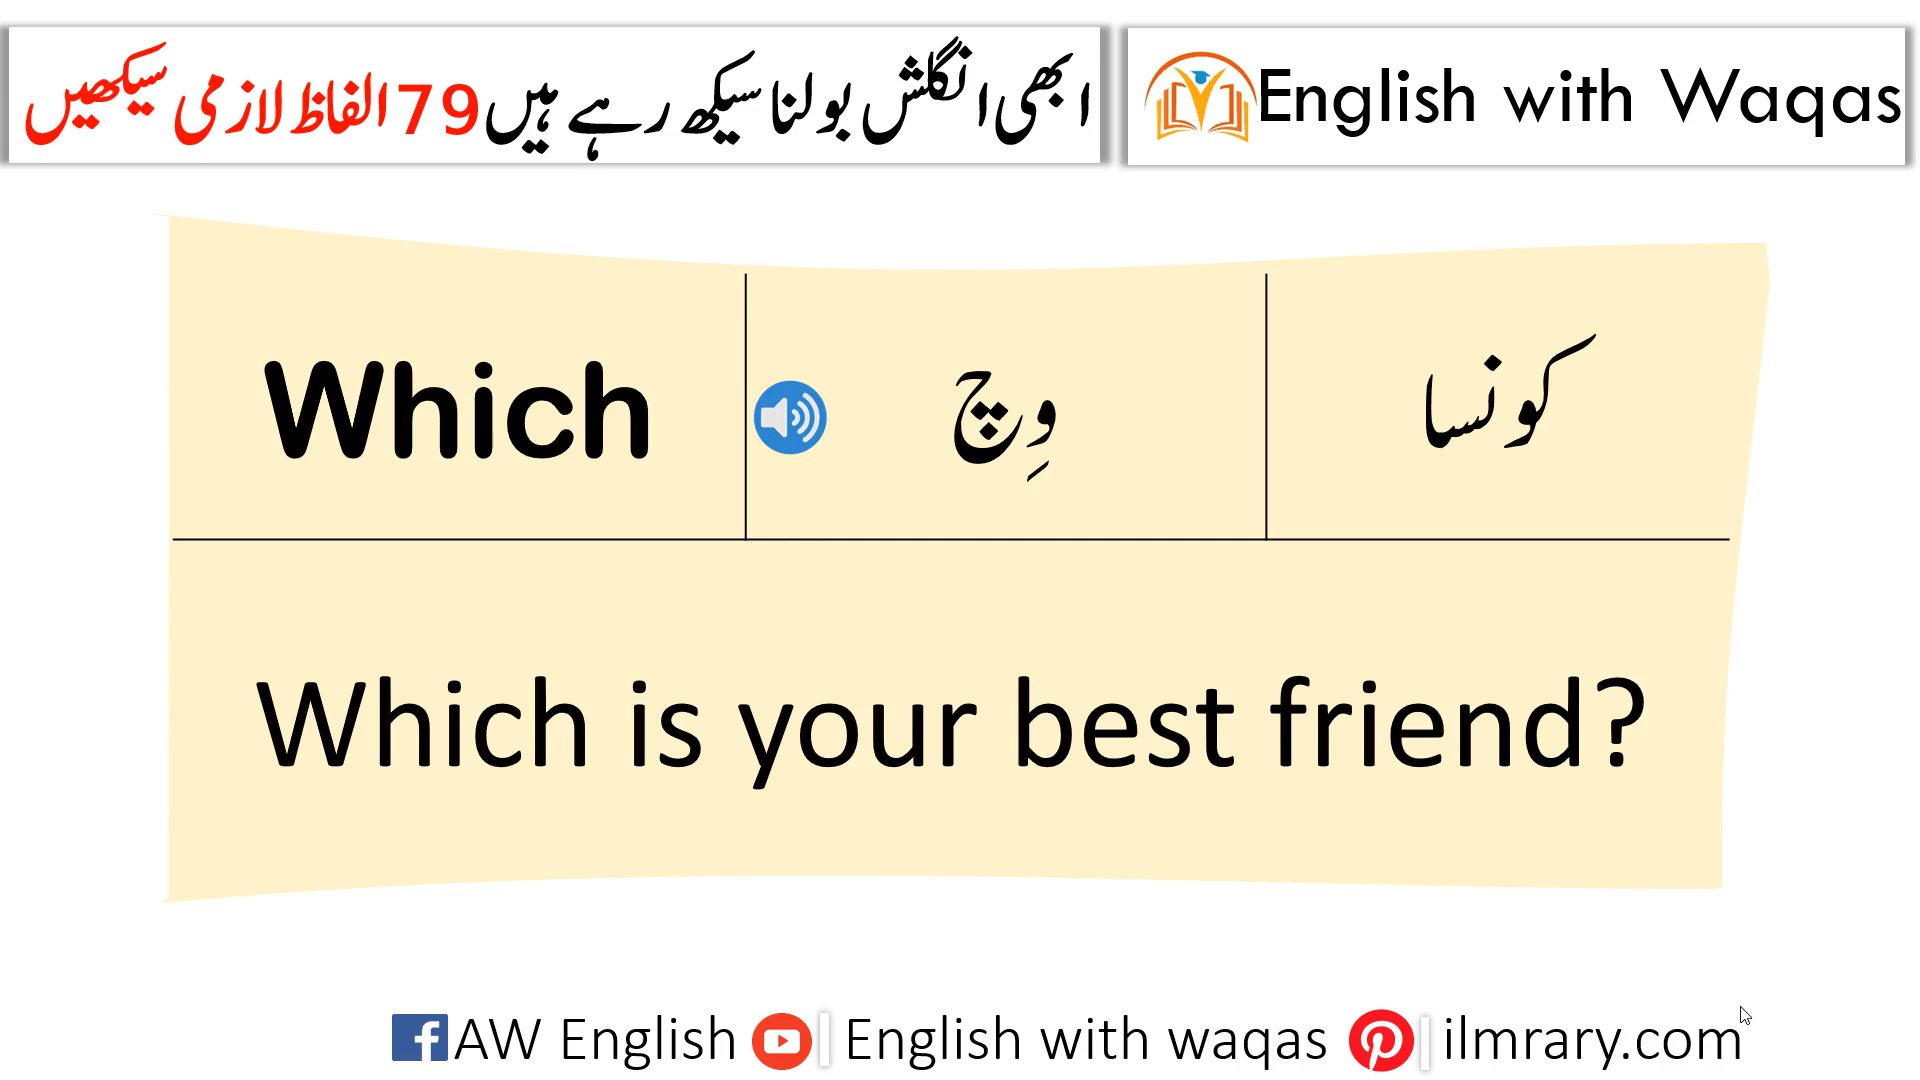 ابھی انگلش بولنا سیکھ رہے ہیں 79 الفاظ لازمی سیکھیں
English with Waqas
Which
وِچ
کونسا
Which is your best friend?
AW English | English with waqas | ilmrary.com